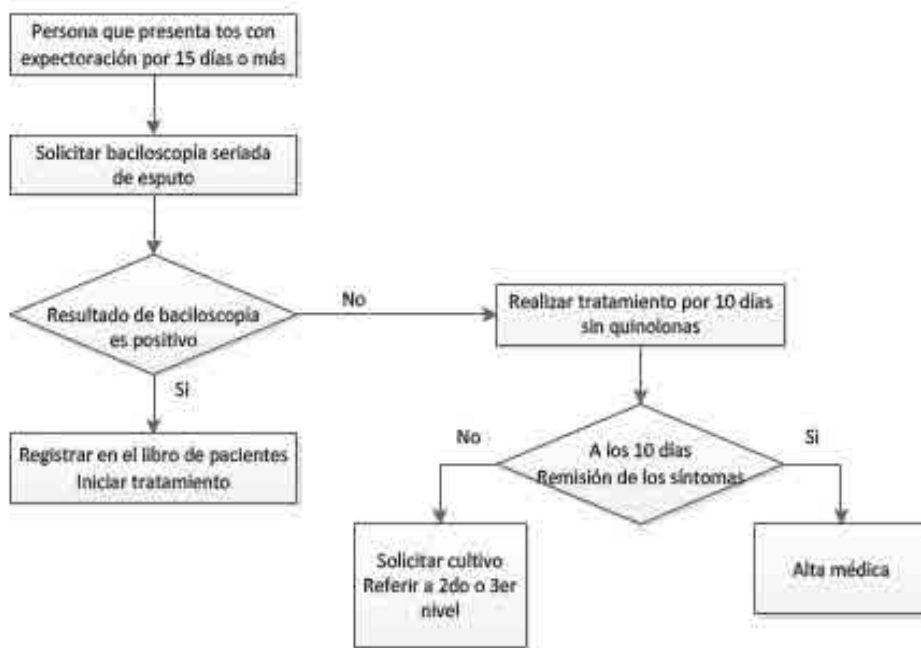 Persona que presenta tos con
expectoración por 15 días o más
Solicitar baciloscopia seriada
de esputo
Resultado de baciloscopia
es positivo
No
Realizar tratamiento por 10 días
sin quinolonas
Si
Registrar en el libro de pacientes
Iniciar tratamiento
No
A los 10 días
Remisión de los síntomas
Si
Solicitar cultivo
Referir a 2do o 3er
nivel
Alta médica